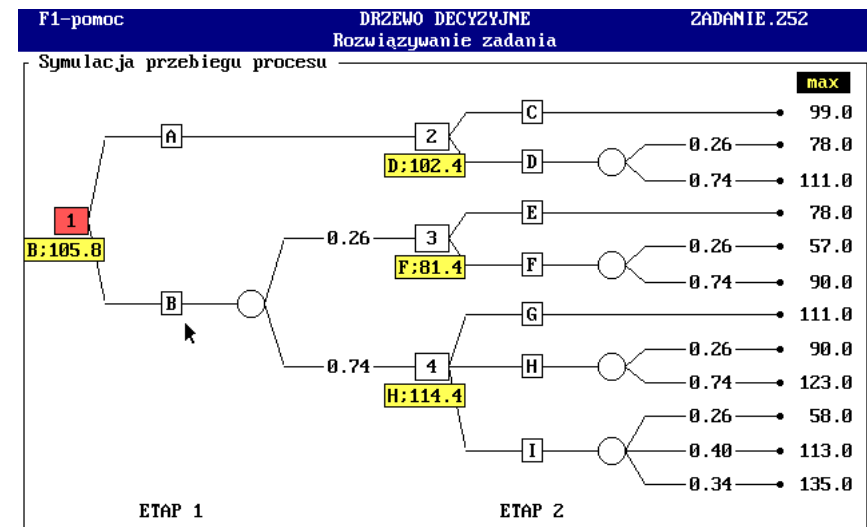 F1-pomoc DRZEWO DECYZYJNE ZADANIE.Z52
Rozwiązywanie zadania
Symulacja przebiegu procesu
max
C 99.0
A 2 0.26 78.0
D;102.4 D
0.74 111.0
1 E 78.0
B;105.8 0.26 3 0.26 57.0
F;81.4 F
0.74 90.0
B G 111.0
0.74 4 H 0.26 90.0
H;114.4 0.74 123.0
0.26 58.0
I 0.40 113.0
0.34 135.0
ETAP 1 ETAP 2